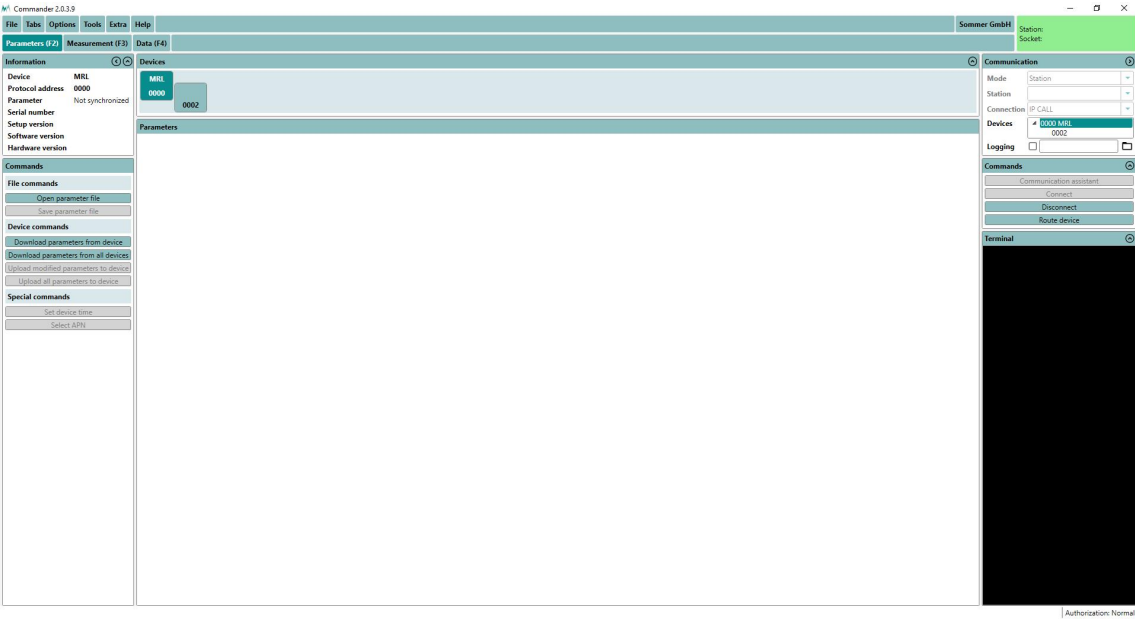 Commander 2.0.3.9
File Tabs Options Tools Extra Help Sommer GmbH
Station:
Socket:
Parameters (F2) Measurement (F3) Data (F4)
Information
Device MRL
Protocol address 0000
Parameter Not synchronized
Serial number
Setup version
Software version
Hardware version
Commands
File commands
Open parameter file
Save parameter file
Device commands
Download parameters from device
Download parameters from all devices
Upload modified parameters to device
Upload all parameters to device
Special commands
Set device time
Select APN
Devices
MRL
0000
0002
Parameters
Communication
Mode Station
Station
Connection IP CALL
Devices 0000 MRL
0002
Logging
Commands
Communication assistant
Connect
Disconnect
Route device
Terminal
Authorization: Normal